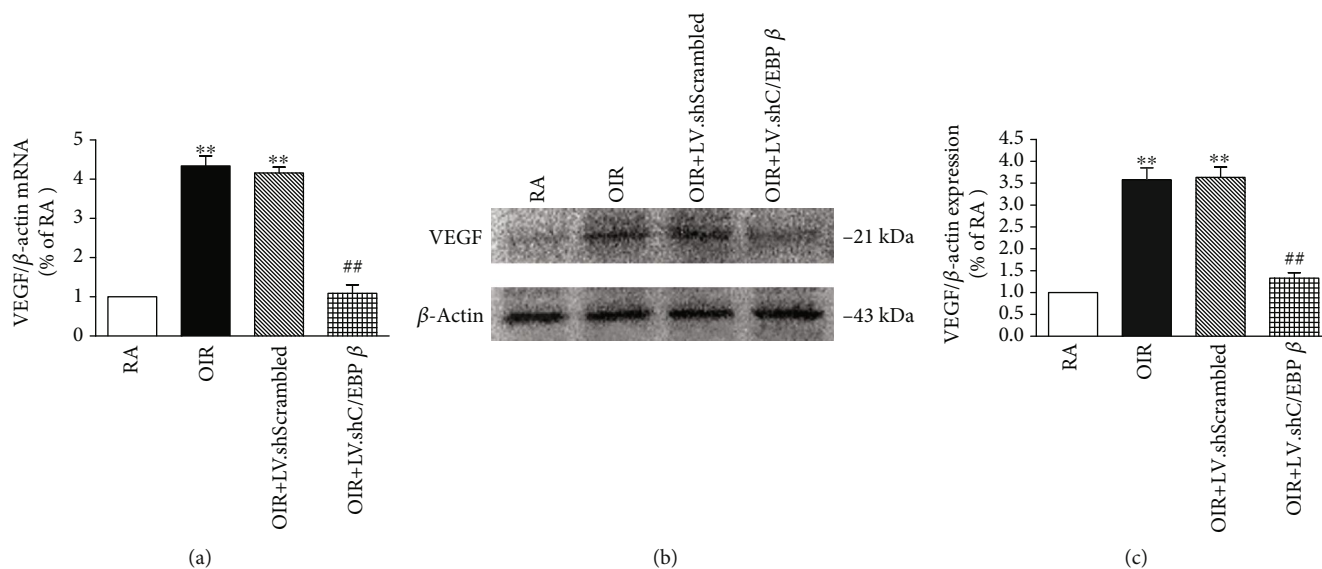 VEGF/β-actin mRNA
(% of RA )
5
4
3
2
1
0
**
**
##
RA
OIR
OIR+LV.shScrambled
OIR+LV.shC/EBP β
(a)
RA
OIR
OIR+LV.shScrambled
OIR+LV.shC/EBP β
VEGF
–21 kDa
β-Actin
–43 kDa
(b)
VEGF/β-actin expression
(% of RA )
4.5
4.0
3.5
3.0
2.5
2.0
1.5
1.0
0.5
0.0
**
**
##
RA
OIR
OIR+LV.shScrambled
OIR+LV.shC/EBP β
(c)